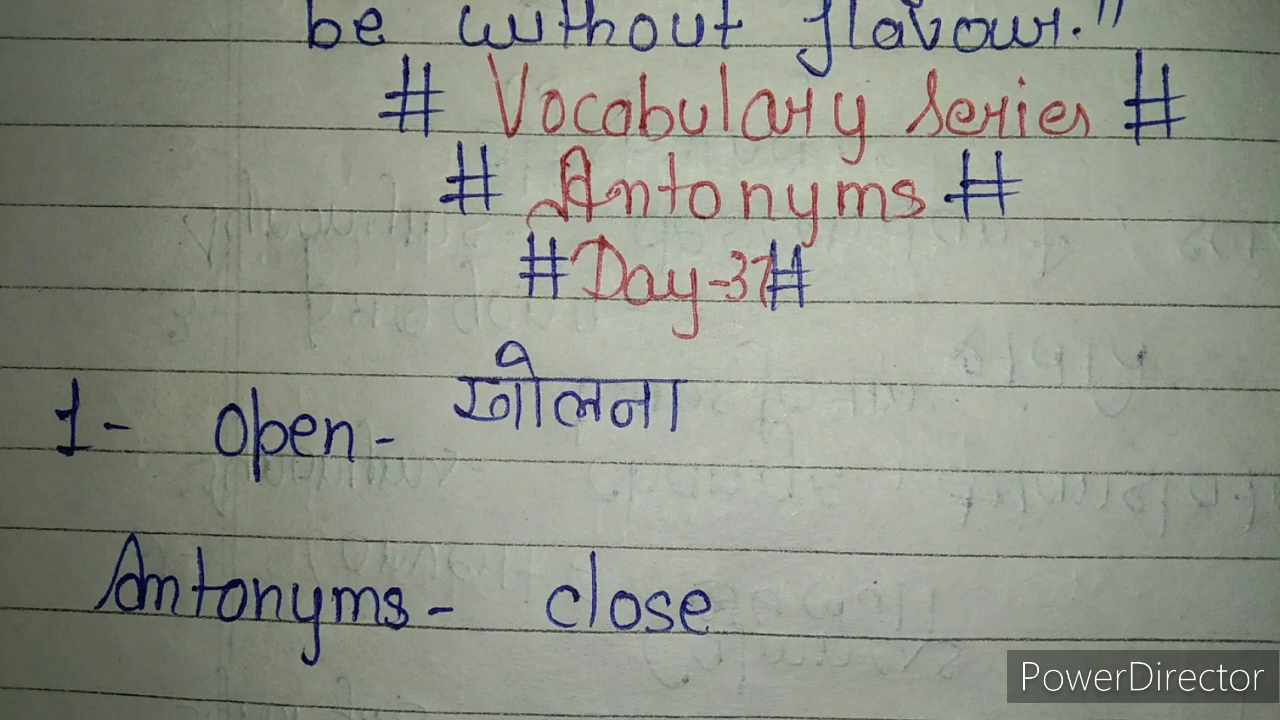 be without flavour."
# Vocabulary series #
# Antonyms #
# Day-37#
1- open- खोलना
Antonyms- close
PowerDirector